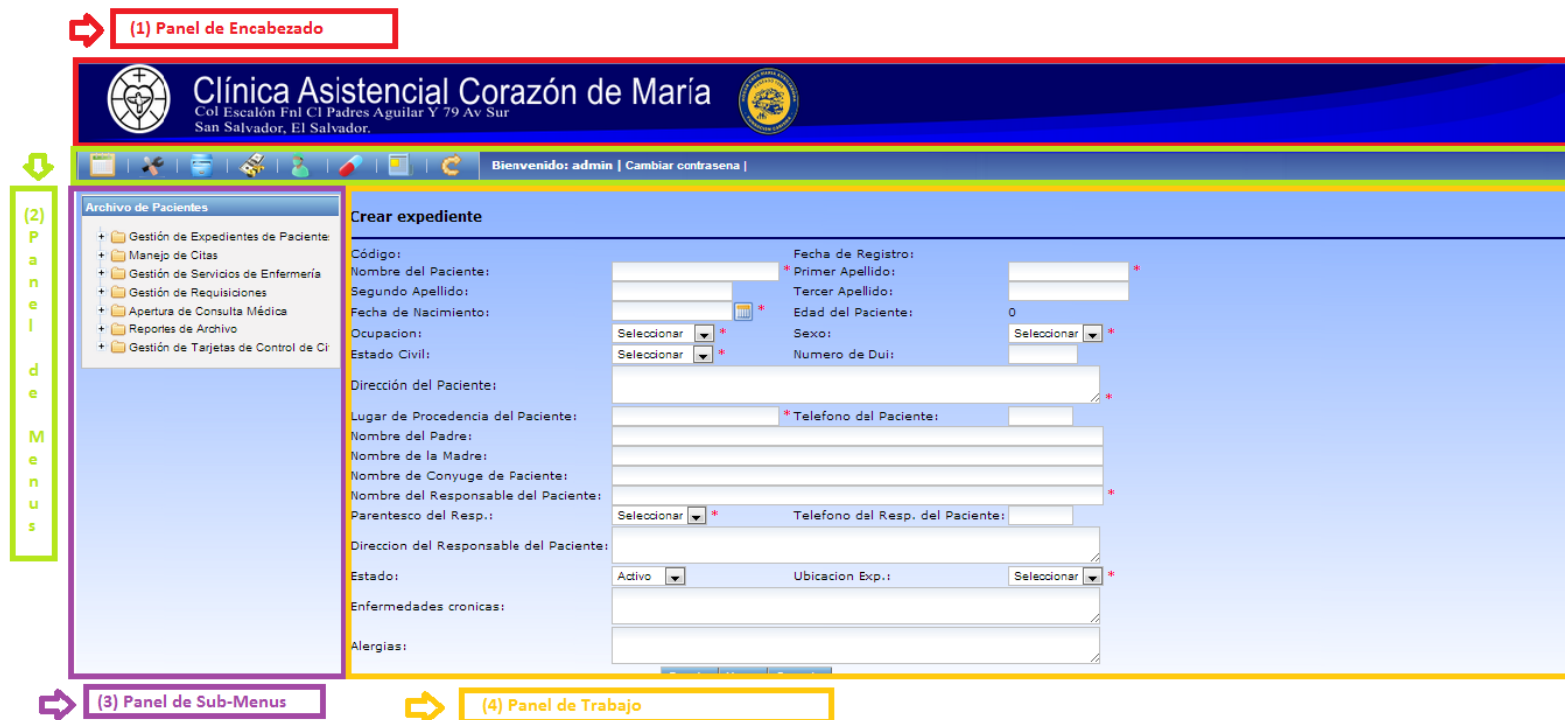 (1) Panel de Encabezado
Clínica Asistencial Corazón de María
Col Escalón Fnl Cl Padres Aguilar Y 79 Av Sur
San Salvador, El Salvador.
Bienvenido: admin | Cambiar contrasena |
(2) Panel de Menus
Archivo de Pacientes
Gestión de Expedientes de Paciente
Manejo de Citas
Gestión de Servicios de Enfermería
Gestión de Requisiciones
Apertura de Consulta Médica
Reportes de Archivo
Gestión de Tarjetas de Control de Ci
Crear expediente
Código: Fecha de Registro:
Nombre del Paciente: * Primer Apellido: *
Segundo Apellido: Tercer Apellido:
Fecha de Nacimiento: * Edad del Paciente: 0
Ocupacion: Seleccionar * Sexo: Seleccionar *
Estado Civil: Seleccionar * Numero de Dui:
Dirección del Paciente: *
Lugar de Procedencia del Paciente: * Telefono del Paciente:
Nombre del Padre:
Nombre de la Madre:
Nombre de Conyuge de Paciente:
Nombre del Responsable del Paciente: *
Parentesco del Resp.: Seleccionar * Telefono del Resp. del Paciente:
Direccion del Responsable del Paciente:
Estado: Activo Ubicacion Exp.: Seleccionar *
Enfermedades cronicas:
Alergias:
(3) Panel de Sub-Menus
(4) Panel de Trabajo